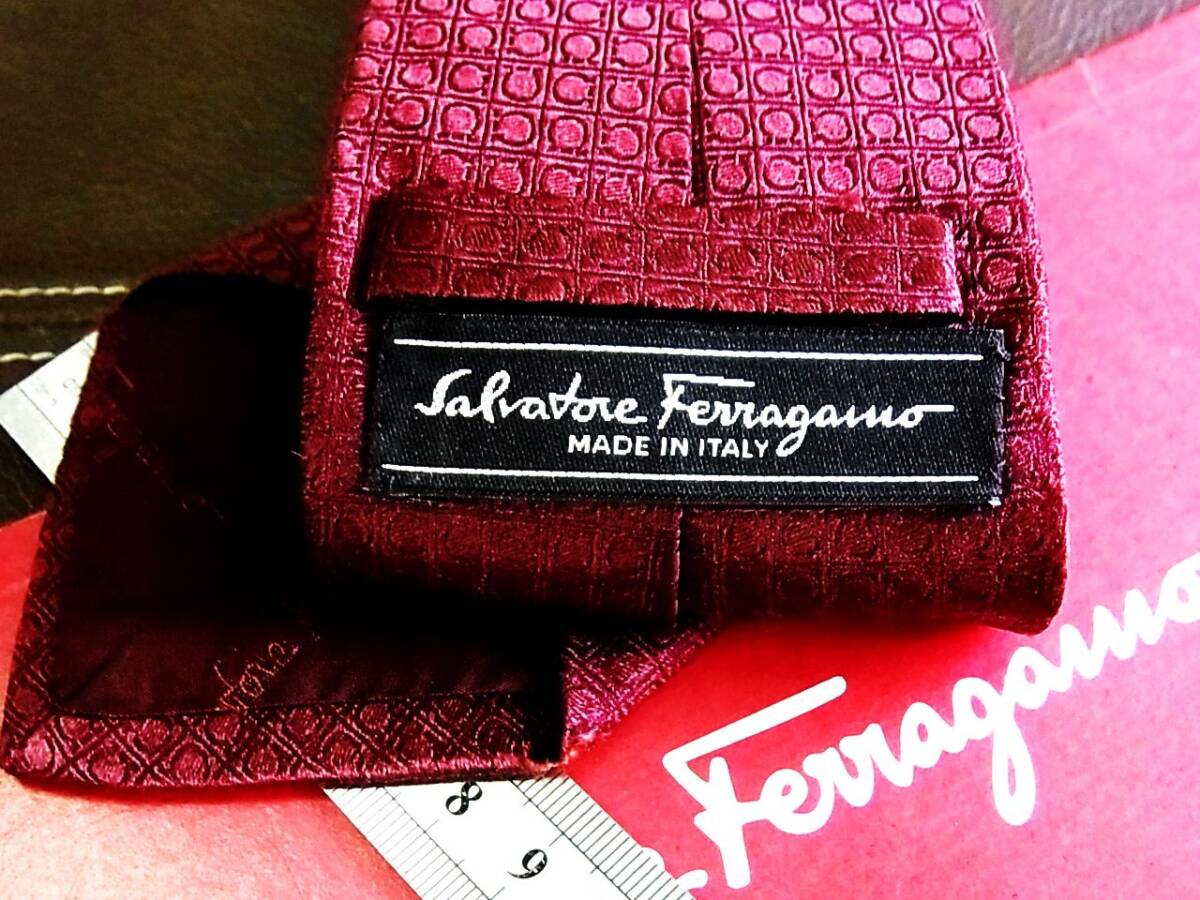 Salvatore Ferragamo
MADE IN ITALY
Ferragamo
8
9